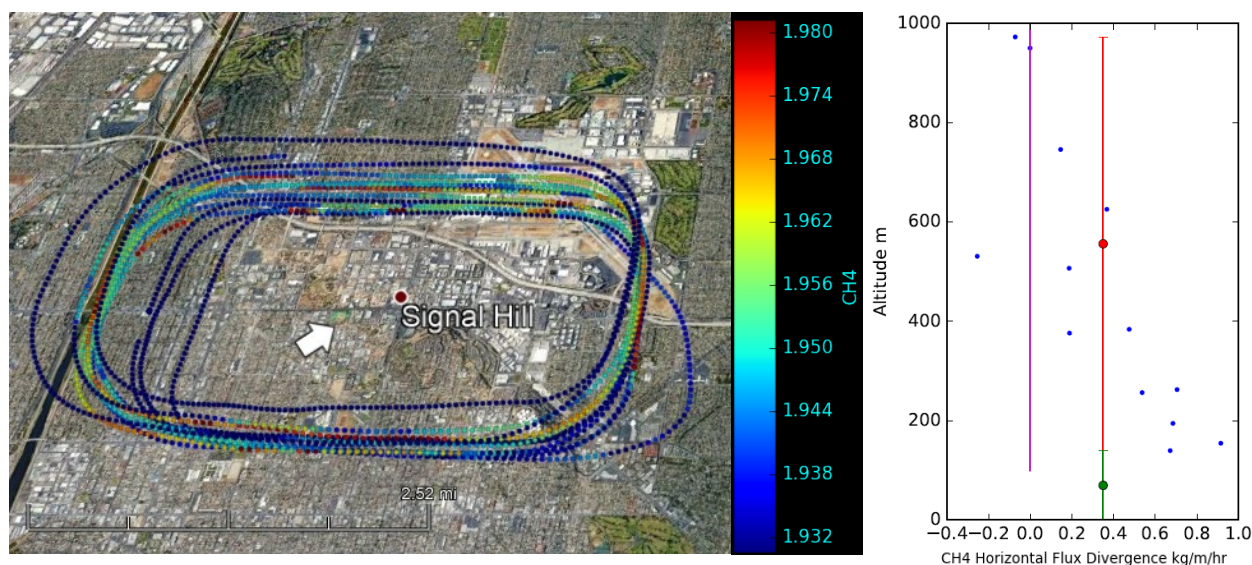 Signal Hill
2.52 mi
1.980
1.974
1.968
1.962
1.956
1.950
1.944
1.938
1.932
CH4
1000
800
600
400
200
0
Altitude m
−0.4 −0.2 0.0 0.2 0.4 0.6 0.8 1.0
CH4 Horizontal Flux Divergence kg/m/hr